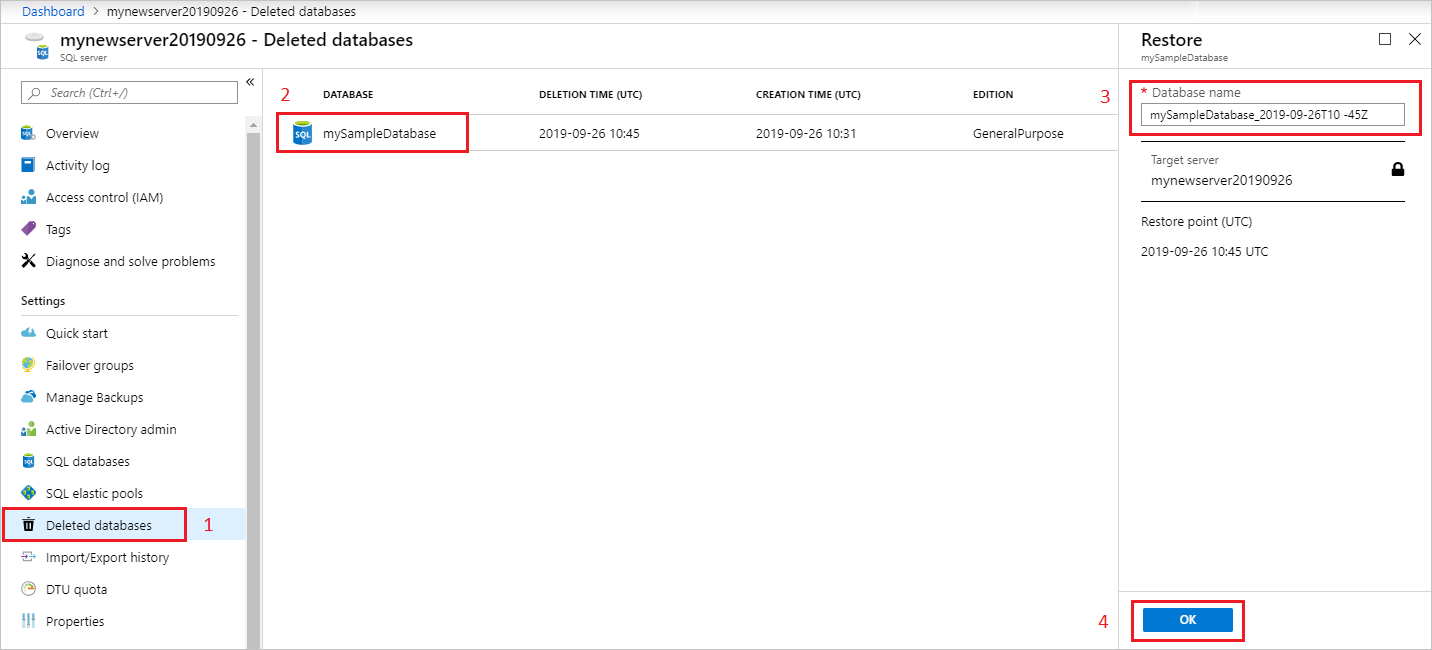 Dashboard > mynewserver20190926 - Deleted databases
mynewserver20190926 - Deleted databases
SQL server
«
Search (Ctrl+/)
Overview
Activity log
Access control (IAM)
Tags
Diagnose and solve problems
Settings
Quick start
Failover groups
Manage Backups
Active Directory admin
SQL databases
SQL elastic pools
Deleted databases 1
Import/Export history
DTU quota
Properties
2 DATABASE DELETION TIME (UTC) CREATION TIME (UTC) EDITION
SQL mySampleDatabase 2019-09-26 10:45 2019-09-26 10:31 GeneralPurpose
Restore
mySampleDatabase
3 * Database name
mySampleDatabase_2019-09-26T10 -45Z
Target server
mynewserver20190926
Restore point (UTC)
2019-09-26 10:45 UTC
4 OK